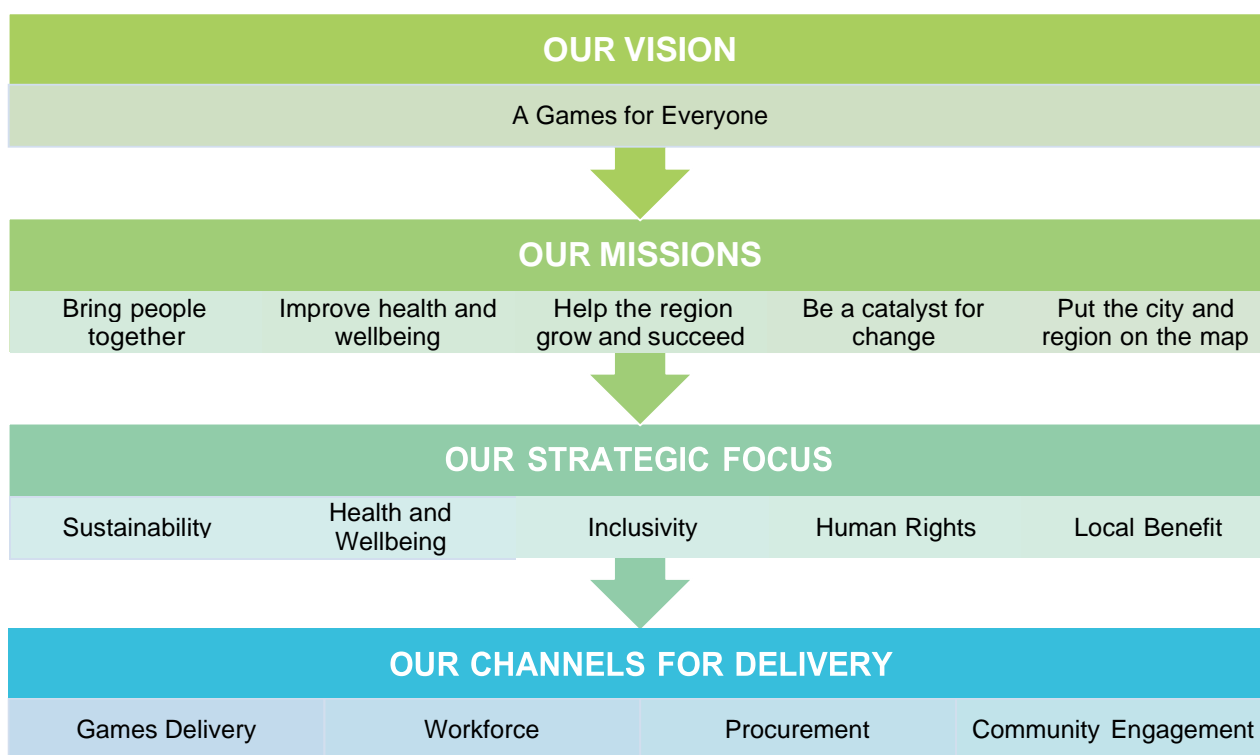 OUR VISION
A Games for Everyone
OUR MISSIONS
Bring people
together
Improve health and
wellbeing
Help the region
grow and succeed
Be a catalyst for
change
Put the city and
region on the map
OUR STRATEGIC FOCUS
Sustainability
Health and
Wellbeing
Inclusivity
Human Rights
Local Benefit
OUR CHANNELS FOR DELIVERY
Games Delivery
Workforce
Procurement
Community Engagement